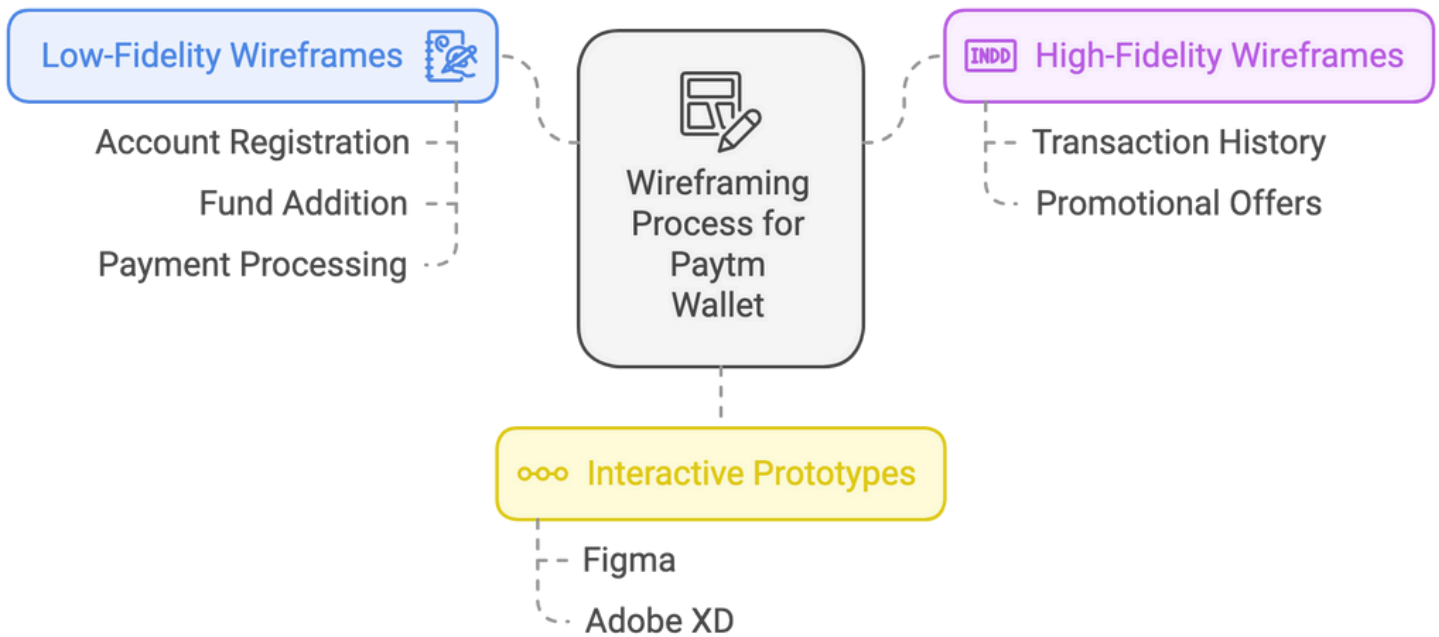 Low-Fidelity Wireframes
Account Registration
Fund Addition
Payment Processing
Wireframing
Process for
Paytm
Wallet
INDD
High-Fidelity Wireframes
Transaction History
Promotional Offers
Interactive Prototypes
Figma
Adobe XD